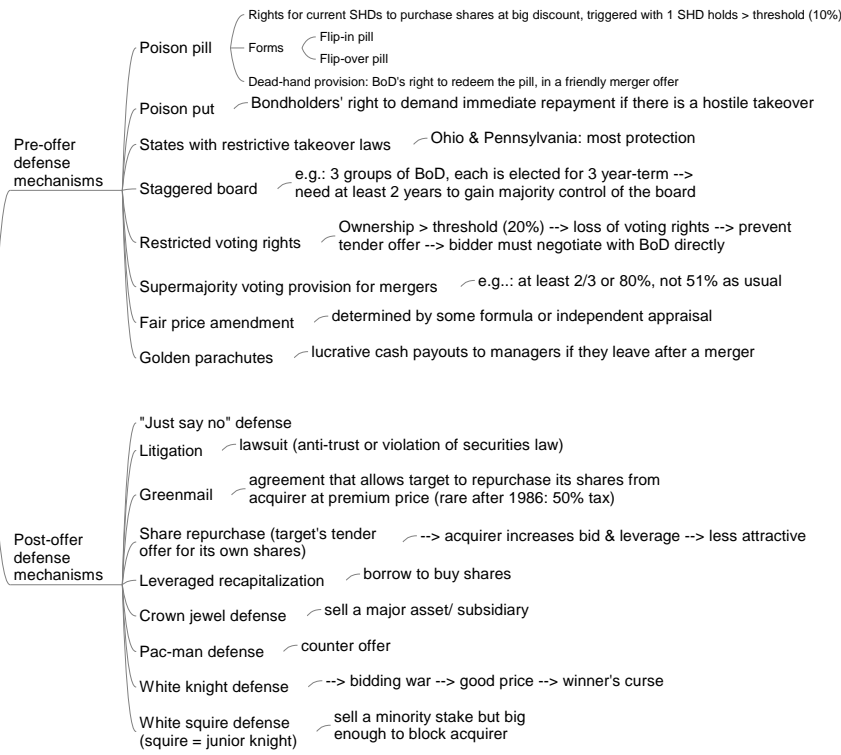 Pre-offer
defense
mechanisms
Poison pill
Rights for current SHDs to purchase shares at big discount, triggered with 1 SHD holds > threshold (10%)
Forms
Flip-in pill
Flip-over pill
Dead-hand provision: BoD's right to redeem the pill, in a friendly merger offer
Poison put
Bondholders' right to demand immediate repayment if there is a hostile takeover
States with restrictive takeover laws
Ohio & Pennsylvania: most protection
Staggered board
e.g.: 3 groups of BoD, each is elected for 3 year-term -->
need at least 2 years to gain majority control of the board
Restricted voting rights
Ownership > threshold (20%) --> loss of voting rights --> prevent
tender offer --> bidder must negotiate with BoD directly
Supermajority voting provision for mergers
e.g..: at least 2/3 or 80%, not 51% as usual
Fair price amendment
determined by some formula or independent appraisal
Golden parachutes
lucrative cash payouts to managers if they leave after a merger
Post-offer
defense
mechanisms
"Just say no" defense
Litigation
lawsuit (anti-trust or violation of securities law)
Greenmail
agreement that allows target to repurchase its shares from
acquirer at premium price (rare after 1986: 50% tax)
Share repurchase (target's tender
offer for its own shares)
--> acquirer increases bid & leverage --> less attractive
Leveraged recapitalization
borrow to buy shares
Crown jewel defense
sell a major asset/ subsidiary
Pac-man defense
counter offer
White knight defense
--> bidding war --> good price --> winner's curse
White squire defense
(squire = junior knight)
sell a minority stake but big
enough to block acquirer